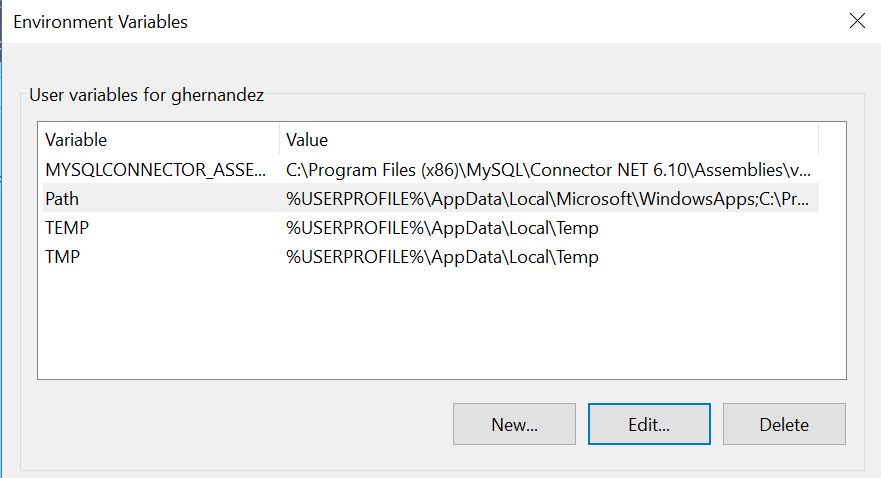 Environment Variables
User variables for ghernandez
Variable Value
MYSQLCONNECTOR_ASSE... C:\Program Files (x86)\MySQL\Connector NET 6.10\Assemblies\v...
Path %USERPROFILE%\AppData\Local\Microsoft\WindowsApps;C:\Pr...
TEMP %USERPROFILE%\AppData\Local\Temp
TMP %USERPROFILE%\AppData\Local\Temp
New... Edit... Delete